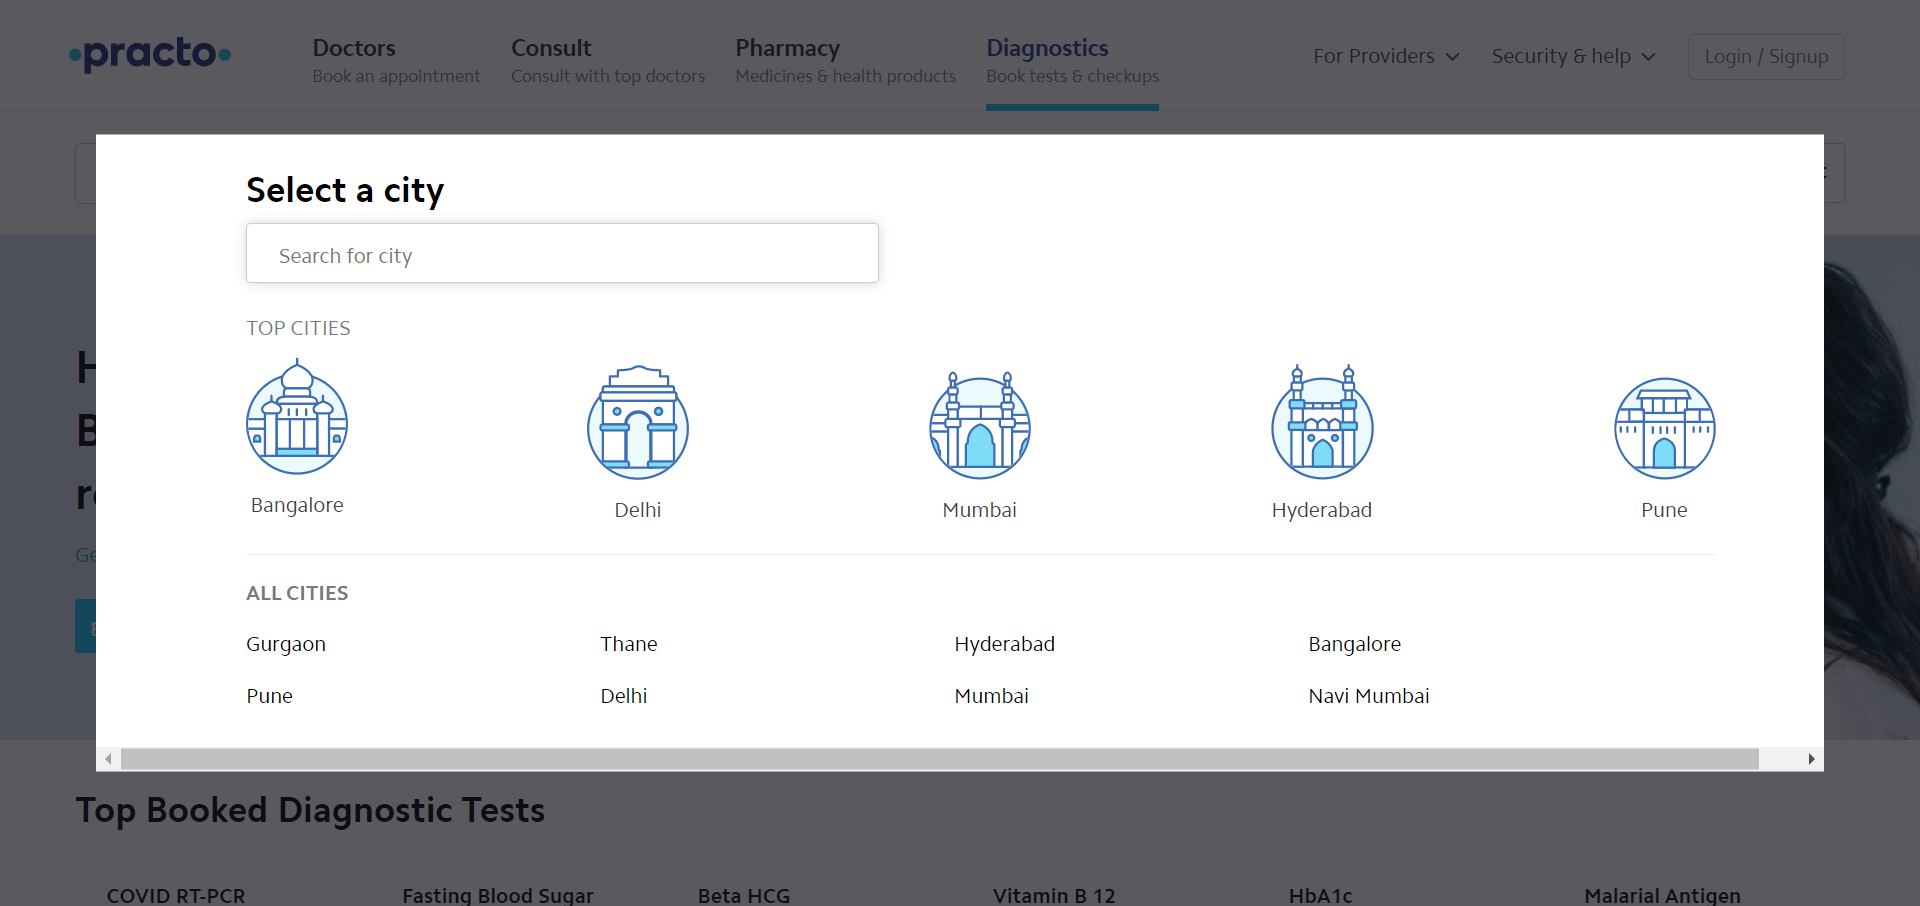 practo
Doctors
Book an appointment
Consult
Consult with top doctors
Pharmacy
Medicines & health products
Diagnostics
Book tests & checkups
For Providers
Security & help
Login / Signup
Select a city
Search for city
TOP CITIES
Bangalore
Delhi
Mumbai
Hyderabad
Pune
ALL CITIES
Gurgaon
Thane
Hyderabad
Bangalore
Pune
Delhi
Mumbai
Navi Mumbai
Top Booked Diagnostic Tests
COVID RT-PCR
Fasting Blood Sugar
Beta HCG
Vitamin B 12
HbA1c
Malarial Antigen